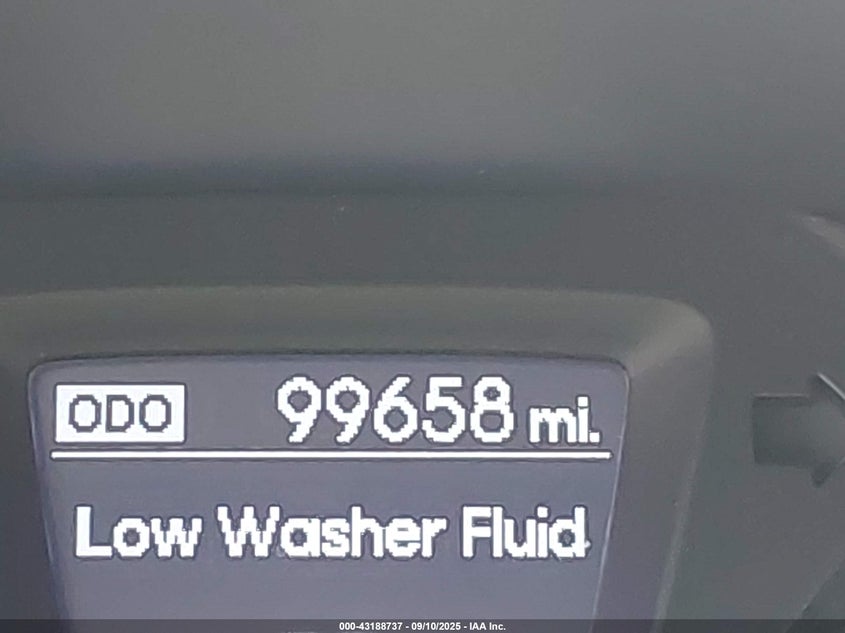 ODO 99658 mi.
Low Washer Fluid
000-43188737 - 09/10/2025 - IAA Inc.